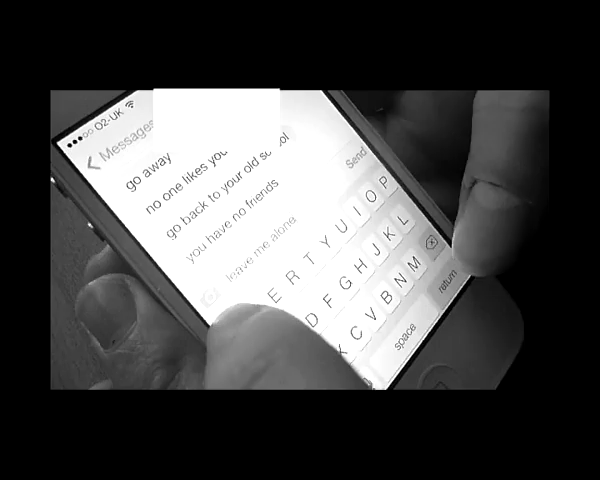 O2-UK
Messages
go away
no one likes you
go back to your old school
you have no friends
leave me alone
Send
E R T Y U I O P
D F G H J K L
C V B N M
space
return